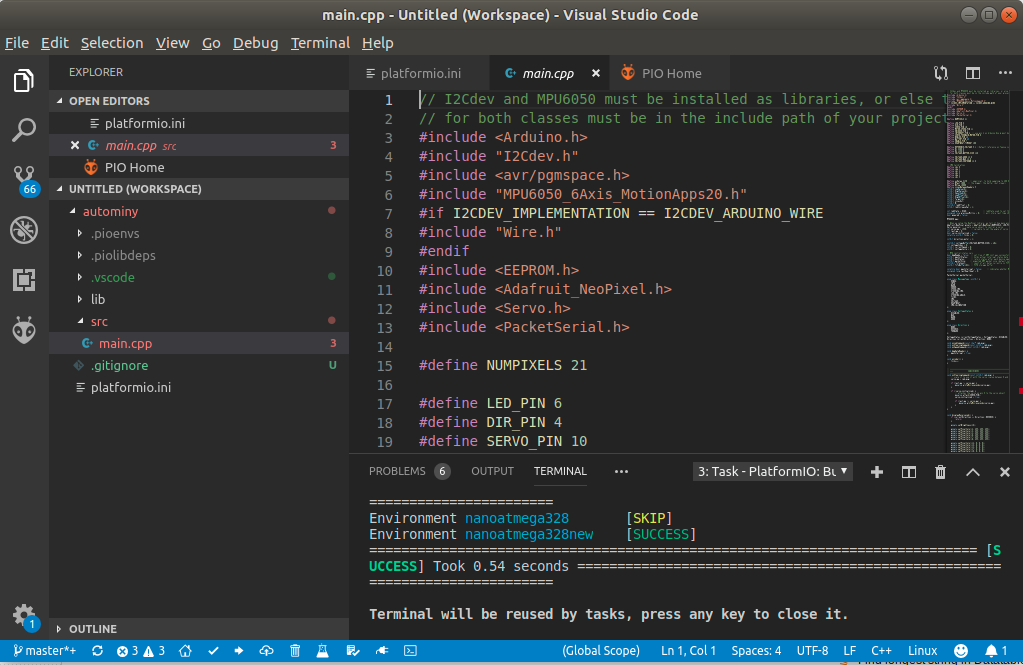 main.cpp - Untitled (Workspace) - Visual Studio Code
File Edit Selection View Go Debug Terminal Help
EXPLORER
OPEN EDITORS
platformio.ini
main.cpp src 3
PIO Home
UNTITLED (WORKSPACE)
autominy
.pioenvs
.piolibdeps
.vscode
lib
src
main.cpp 3
.gitignore U
platformio.ini
OUTLINE
66
1
platformio.ini main.cpp PIO Home
1 // I2Cdev and MPU6050 must be installed as libraries, or else
2 // for both classes must be in the include path of your project
3 #include <Arduino.h>
4 #include "I2Cdev.h"
5 #include <avr/pgmspace.h>
6 #include "MPU6050_6Axis_MotionApps20.h"
7 #if I2CDEV_IMPLEMENTATION == I2CDEV_ARDUINO_WIRE
8 #include "Wire.h"
9 #endif
10 #include <EEPROM.h>
11 #include <Adafruit_NeoPixel.h>
12 #include <Servo.h>
13 #include <PacketSerial.h>
14
15 #define NUMPIXELS 21
16
17 #define LED_PIN 6
18 #define DIR_PIN 4
19 #define SERVO_PIN 10
PROBLEMS 6 OUTPUT TERMINAL ••• 3: Task - PlatformIO: Bu
=======================
Environment nanoatmega328 [SKIP]
Environment nanoatmega328new [SUCCESS]
============================================================================ [S
UCCESS] Took 0.54 seconds =====================================================
=======================
Terminal will be reused by tasks, press any key to close it.
master*+ 3 3 (Global Scope) Ln 1, Col 1 Spaces: 4 UTF-8 LF C++ Linux 1